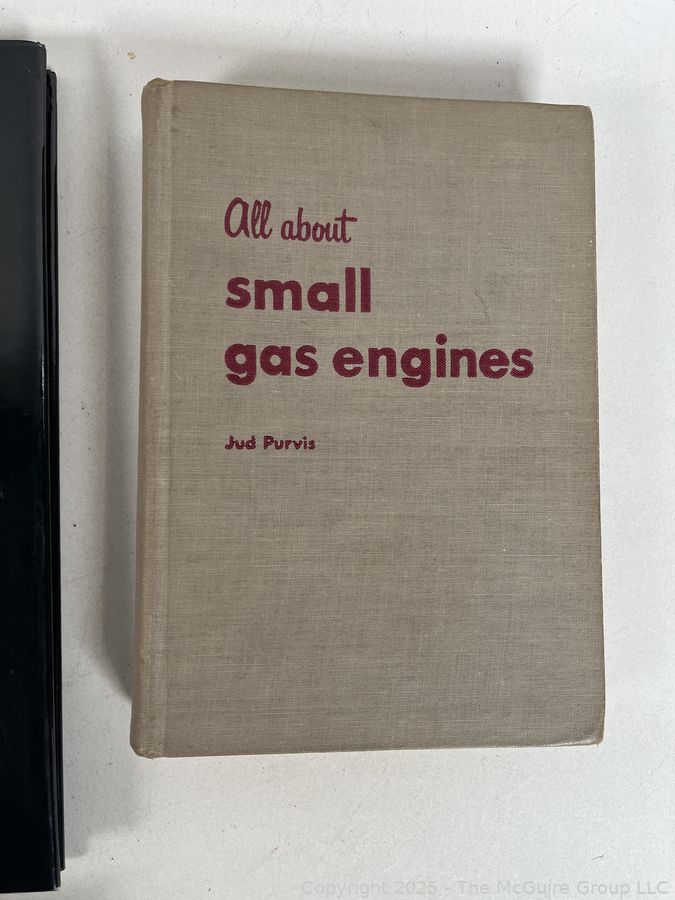 All about
small
gas engines
Jud Purvis
Copyright 2025 - The McGuire Group LLC